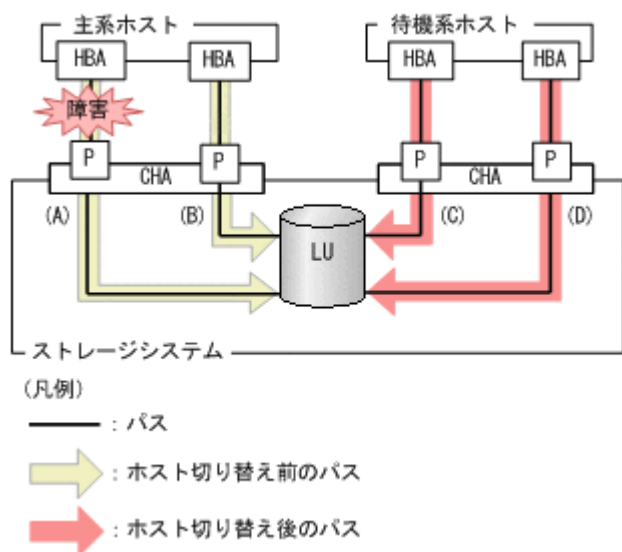 主系ホスト 待機系ホスト
HBA HBA HBA HBA
障害
P P P P
CHA CHA
(A) (B) (C) (D)
LU
ストレージシステム
(凡例)
：パス
：ホスト切り替え前のパス
：ホスト切り替え後のパス